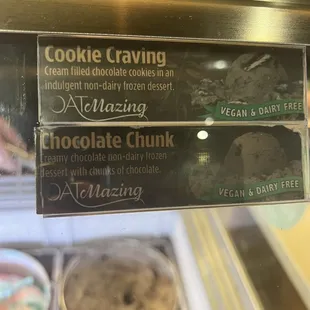 Cookie Craving
Cream filled chocolate cookies in an
indulgent non-dairy frozen dessert.
OATMazing
VEGAN & DAIRY FREE
Chocolate Chunk
Creamy chocolate non-dairy frozen
dessert with chunks of chocolate.
OATMazing
VEGAN & DAIRY FREE